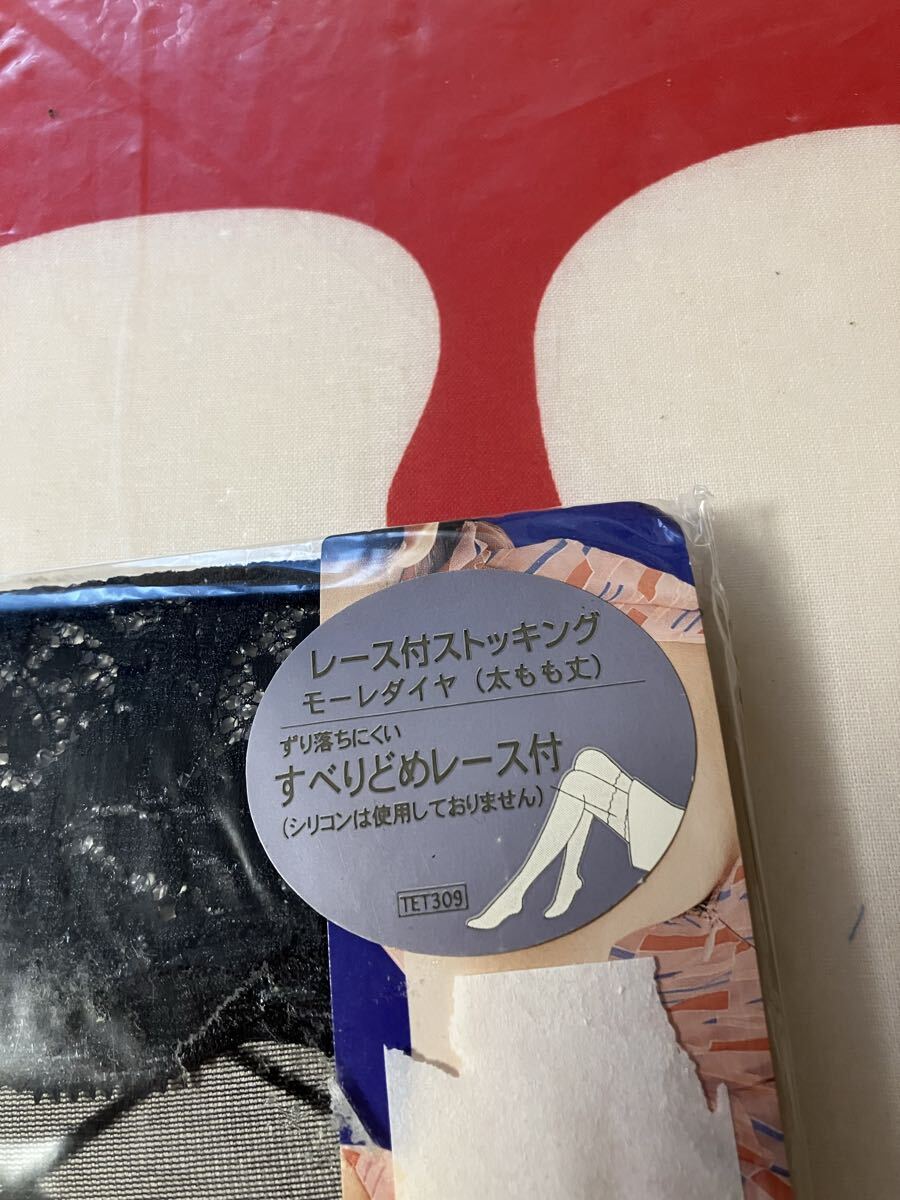 レース付ストッキング
モーレダイヤ（太もも丈）
ずり落ちにくい
すべりどめレース付
（シリコンは使用しておりません）
TET309